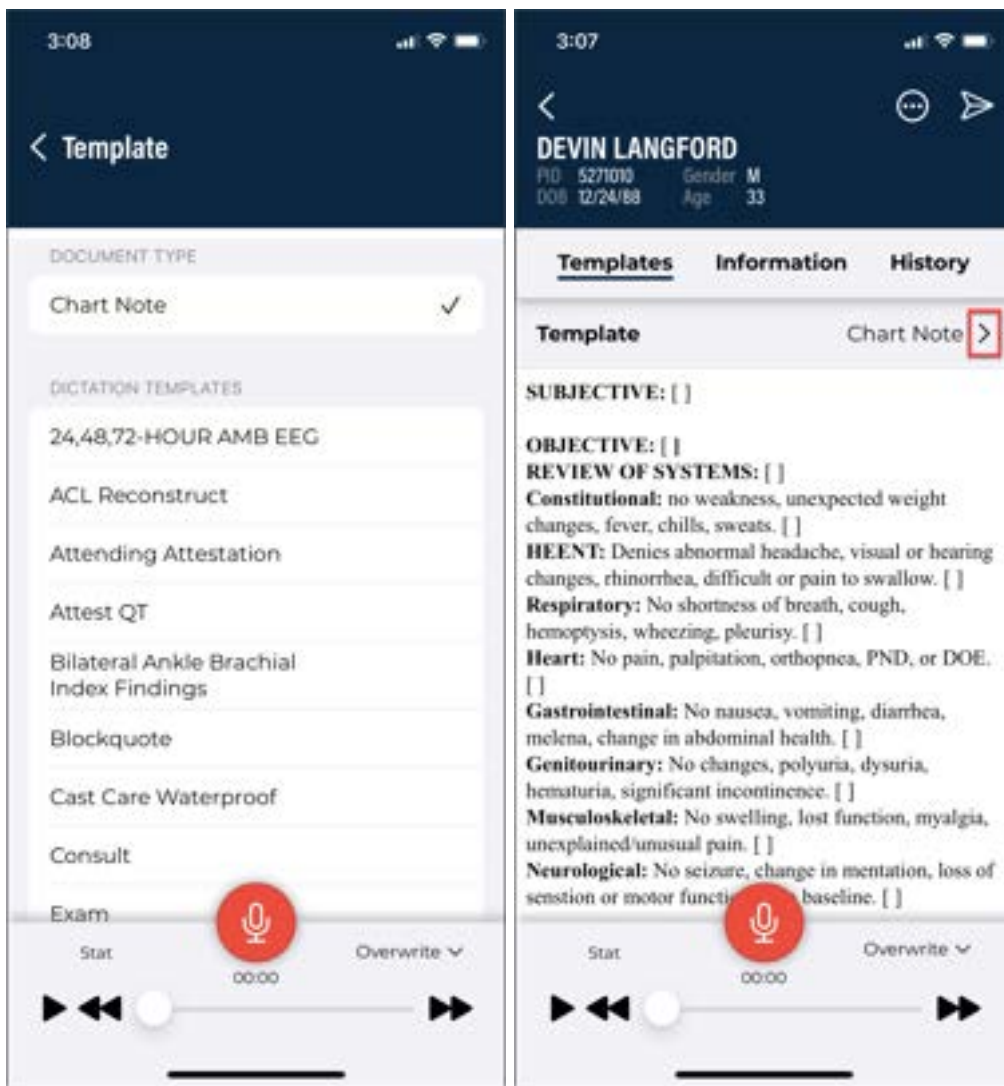 3:08
Template
DOCUMENT TYPE
Chart Note
DICTATION TEMPLATES
24,48,72-HOUR AMB EEG
ACL Reconstruct
Attending Attestation
Attest QT
Bilateral Ankle Brachial
Index Findings
Blockquote
Cast Care Waterproof
Consult
Exam
Stat
Overwrite
00:00
3:07
DEVIN LANGFORD
PID 5271010 Gender M
DOB 12/24/88 Age 33
Templates Information History
Template Chart Note
SUBJECTIVE: [ ]
OBJECTIVE: [ ]
REVIEW OF SYSTEMS: [ ]
Constitutional: no weakness, unexpected weight
changes, fever, chills, sweats. [ ]
HEENT: Denies abnormal headache, visual or hearing
changes, rhinorrhea, difficult or pain to swallow. [ ]
Respiratory: No shortness of breath, cough,
hemoptysis, wheezing, pleurisy. [ ]
Heart: No pain, palpitation, orthopnea, PND, or DOE.
[ ]
Gastrointestinal: No nausea, vomiting, diarrhea,
melena, change in abdominal health. [ ]
Genitourinary: No changes, polyuria, dysuria,
hematuria, significant incontinence. [ ]
Musculoskeletal: No swelling, lost function, myalgia,
unexplained/unusual pain. [ ]
Neurological: No seizure, change in mentation, loss of
senstion or motor functi baseline. [ ]
Stat
Overwrite
00:00